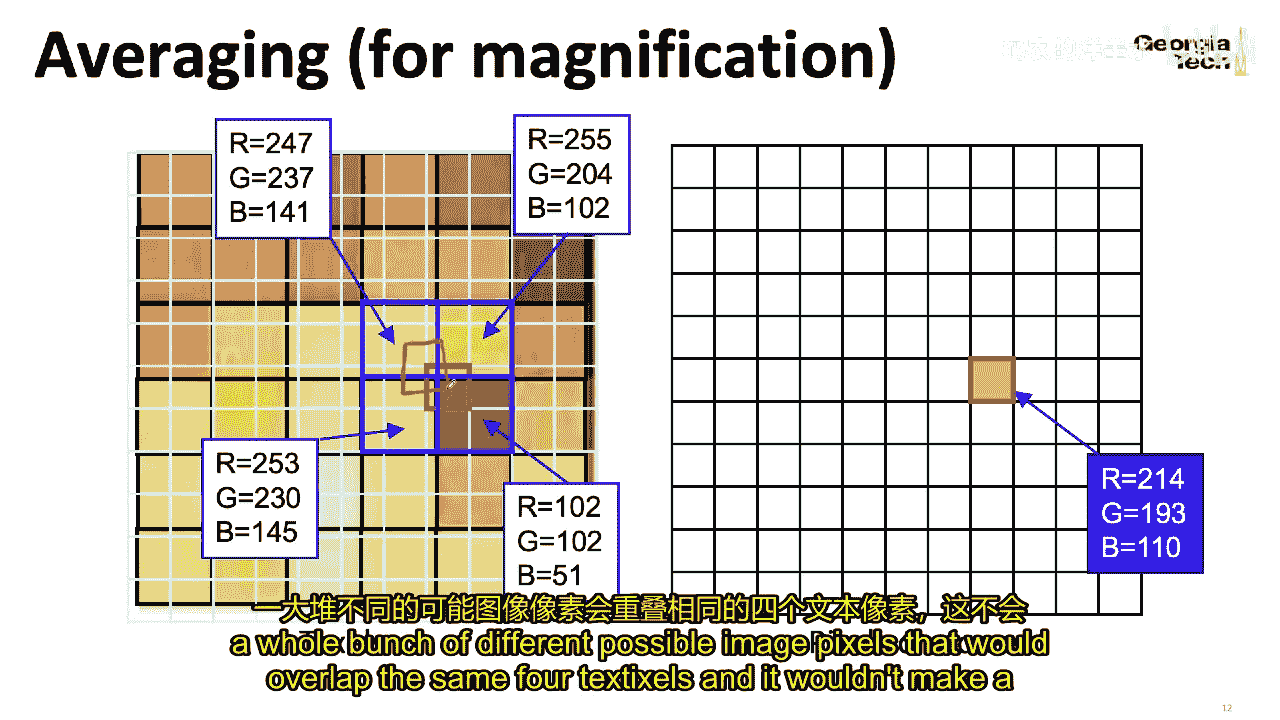 Averaging (for magnification)
Georgia
Tech
R=247
G=237
B=141
R=255
G=204
B=102
R=253
G=230
B=145
R=102
G=102
B=51
R=214
G=193
B=110
一大堆不同的可能图像像素会重叠相同的四个文本像素，这不会
a whole bunch of different possible image pixels that would
overlap the same four textixels and it wouldn't make a
12